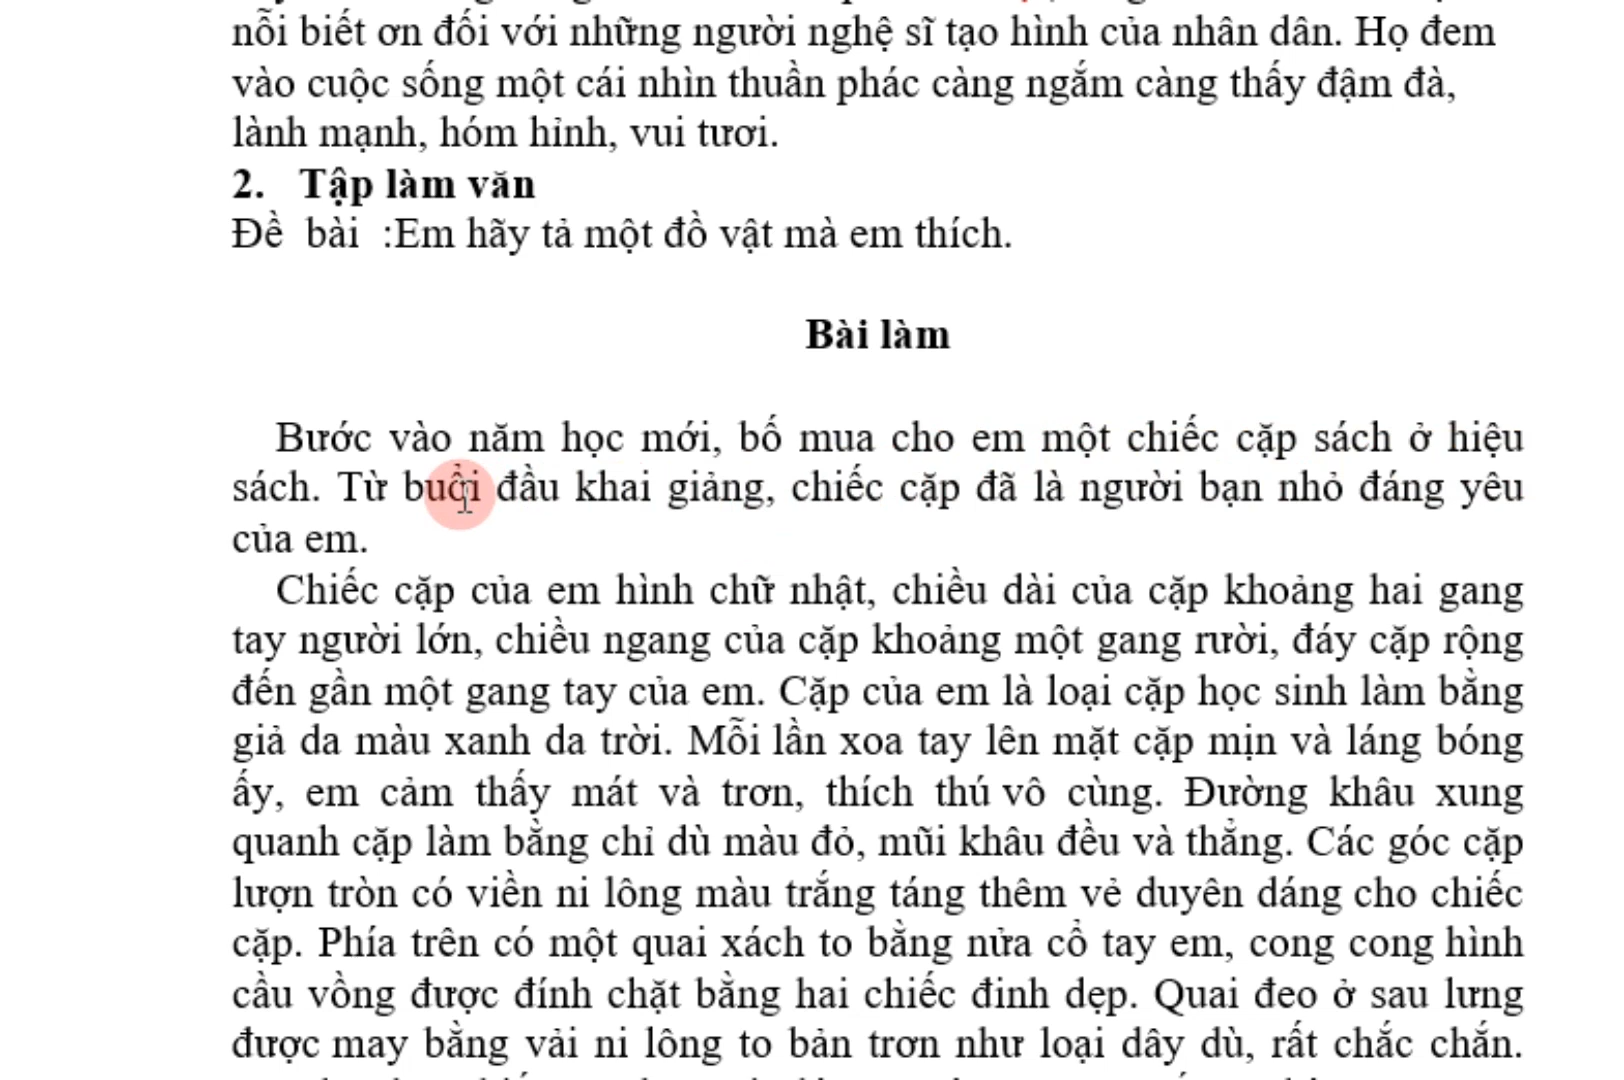 nỗi biết ơn đối với những người nghệ sĩ tạo hình của nhân dân. Họ đem
vào cuộc sống một cái nhìn thuần phác càng ngắm càng thấy đậm đà,
lành mạnh, hóm hỉnh, vui tươi.
2. Tập làm văn
Đề bài :Em hãy tả một đồ vật mà em thích.
Bài làm
Bước vào năm học mới, bố mua cho em một chiếc cặp sách ở hiệu
sách. Từ buổi đầu khai giảng, chiếc cặp đã là người bạn nhỏ đáng yêu
của em.
Chiếc cặp của em hình chữ nhật, chiều dài của cặp khoảng hai gang
tay người lớn, chiều ngang của cặp khoảng một gang rưỡi, đáy cặp rộng
đến gần một gang tay của em. Cặp của em là loại cặp học sinh làm bằng
giả da màu xanh da trời. Mỗi lần xoa tay lên mặt cặp mịn và láng bóng
ấy, em cảm thấy mát và trơn, thích thú vô cùng. Đường khâu xung
quanh cặp làm bằng chỉ dù màu đỏ, mũi khâu đều và thẳng. Các góc cặp
lượn tròn có viền ni lông màu trắng táng thêm vẻ duyên dáng cho chiếc
cặp. Phía trên có một quai xách to bằng nửa cổ tay em, cong cong hình
cầu vồng được đính chặt bằng hai chiếc đinh dẹp. Quai đeo ở sau lưng
được may bằng vải ni lông to bản trơn như loại dây dù, rất chắc chắn.